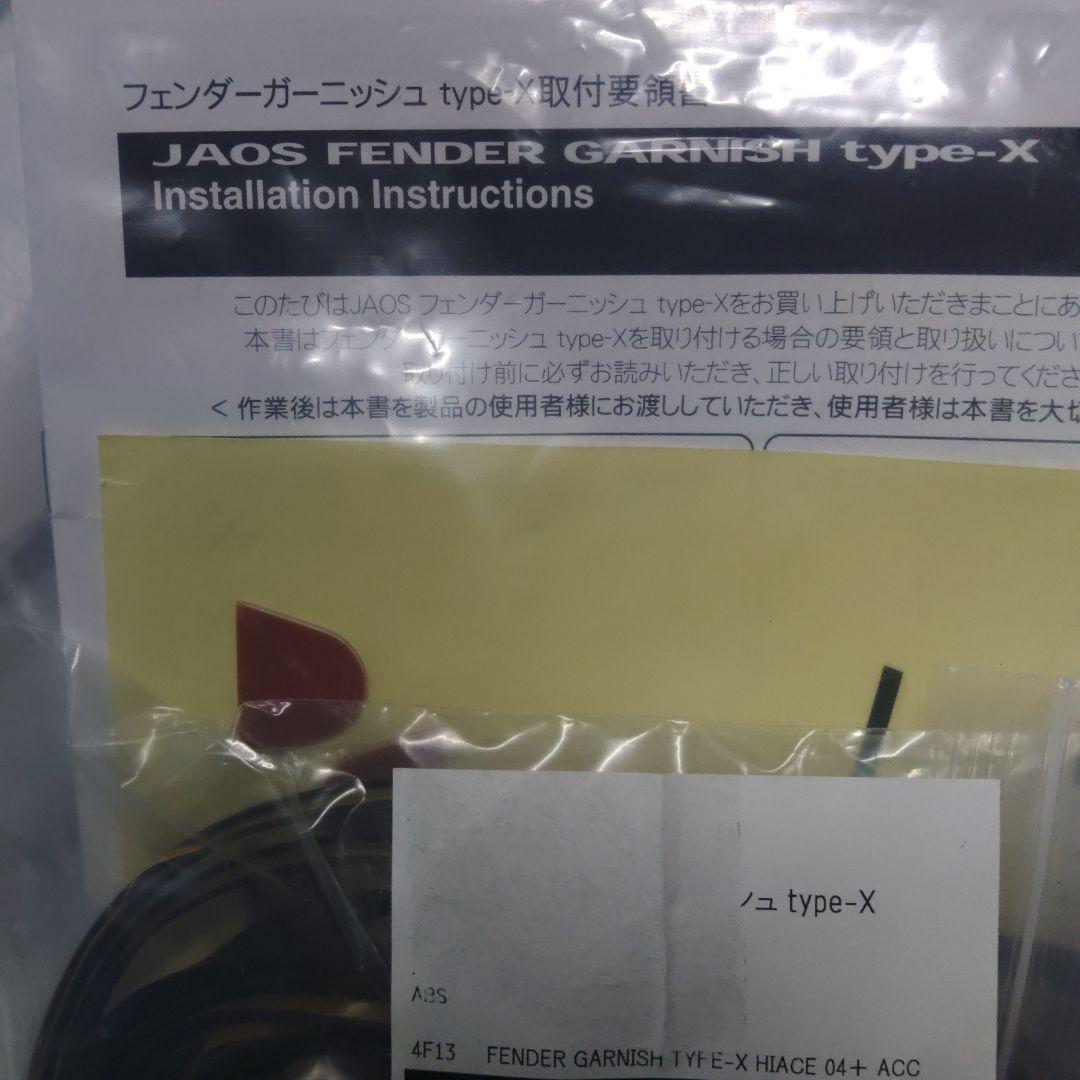 フェンダーガーニッシュ type-X取付要領書
JAOS FENDER GARNISH type-X
Installation Instructions
このたびはJAOS フェンダーガーニッシュ type-Xをお買い上げいただきまことにあ
本書はフェンダーガーニッシュ type-Xを取り付ける場合の要領と取り扱いについ
取り付け前に必ずお読みいただき、正しい取り付けを行ってくださ
< 作業後は本書を製品の使用者様にお渡ししていただき、使用者様は本書を大切
ュ type-X
ABS
4F13 FENDER GARNISH TYPE-X HIACE 04+ ACC